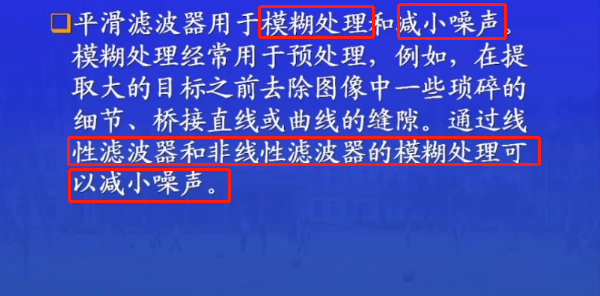 平滑滤波器用于模糊处理和减小噪声。
模糊处理经常用于预处理，例如，在提
取大的目标之前去除图像中一些琐碎的
细节、桥接直线或曲线的缝隙。通过线
性滤波器和非线性滤波器的模糊处理可
以减小噪声。